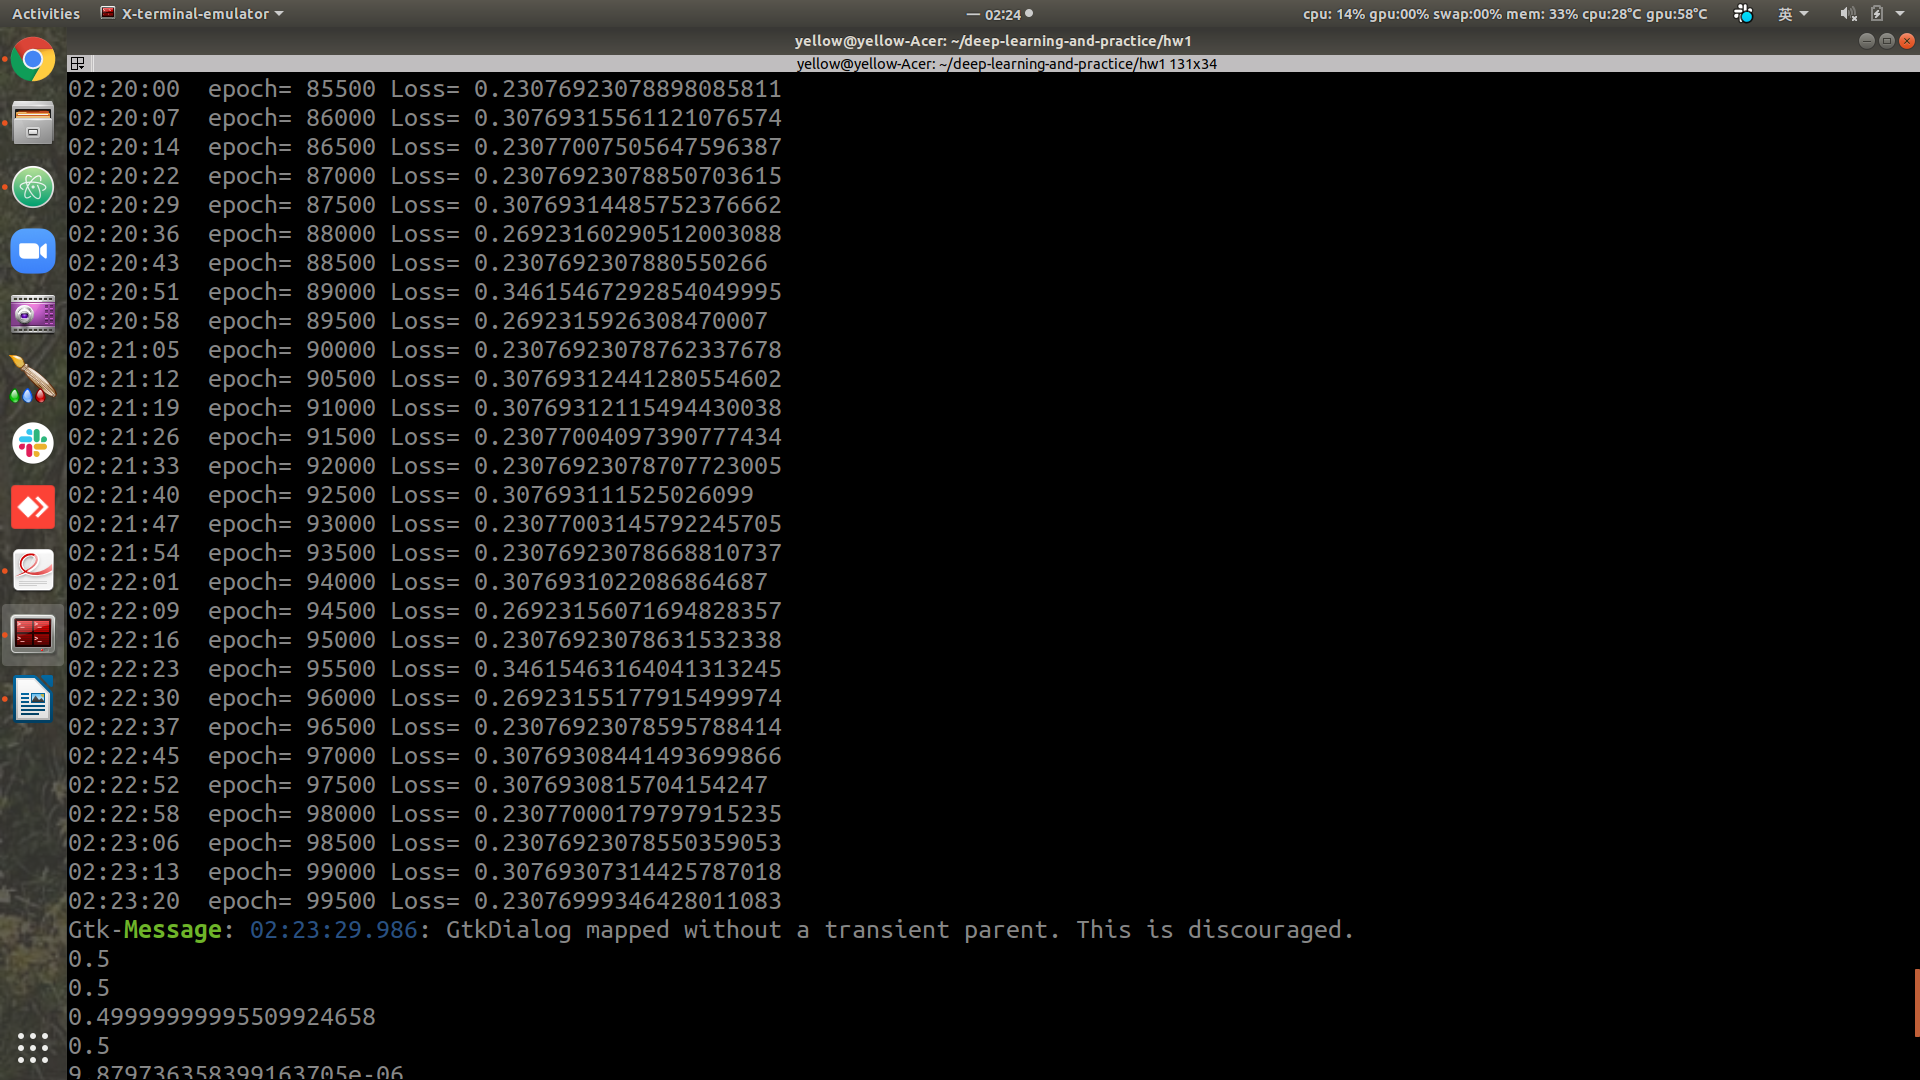 Activities X-terminal-emulator — 02:24 cpu: 14% gpu:00% swap:00% mem: 33% cpu:28°C gpu:58°C 英
yellow@yellow-Acer: ~/deep-learning-and-practice/hw1
yellow@yellow-Acer: ~/deep-learning-and-practice/hw1 131x34
02:20:00  epoch= 85500 Loss= 0.23076923078898085811
02:20:07  epoch= 86000 Loss= 0.30769315561121076574
02:20:14  epoch= 86500 Loss= 0.23077007505647596387
02:20:22  epoch= 87000 Loss= 0.23076923078850703615
02:20:29  epoch= 87500 Loss= 0.30769314485752376662
02:20:36  epoch= 88000 Loss= 0.26923160290512003088
02:20:43  epoch= 88500 Loss= 0.2307692307880550266
02:20:51  epoch= 89000 Loss= 0.34615467292854049995
02:20:58  epoch= 89500 Loss= 0.2692315926308470007
02:21:05  epoch= 90000 Loss= 0.23076923078762337678
02:21:12  epoch= 90500 Loss= 0.30769312441280554602
02:21:19  epoch= 91000 Loss= 0.30769312115494430038
02:21:26  epoch= 91500 Loss= 0.23077004097390777434
02:21:33  epoch= 92000 Loss= 0.23076923078707723005
02:21:40  epoch= 92500 Loss= 0.307693111525026099
02:21:47  epoch= 93000 Loss= 0.23077003145792245705
02:21:54  epoch= 93500 Loss= 0.23076923078668810737
02:22:01  epoch= 94000 Loss= 0.3076931022086864687
02:22:09  epoch= 94500 Loss= 0.26923156071694828357
02:22:16  epoch= 95000 Loss= 0.23076923078631532338
02:22:23  epoch= 95500 Loss= 0.34615463164041313245
02:22:30  epoch= 96000 Loss= 0.26923155177915499974
02:22:37  epoch= 96500 Loss= 0.23076923078595788414
02:22:45  epoch= 97000 Loss= 0.30769308441493699866
02:22:52  epoch= 97500 Loss= 0.3076930815704154247
02:22:58  epoch= 98000 Loss= 0.23077000179797915235
02:23:06  epoch= 98500 Loss= 0.23076923078550359053
02:23:13  epoch= 99000 Loss= 0.30769307314425787018
02:23:20  epoch= 99500 Loss= 0.23076999346428011083
Gtk-Message: 02:23:29.986: GtkDialog mapped without a transient parent. This is discouraged.
0.5
0.5
0.49999999995509924658
0.5
9.879736358399163705e-06